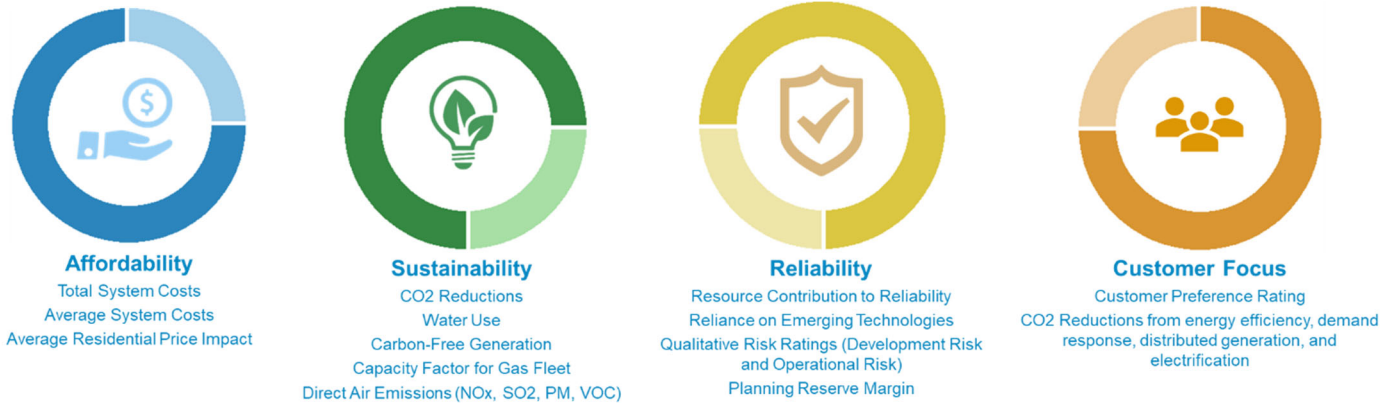 $
Affordability
Total System Costs
Average System Costs
Average Residential Price Impact
Sustainability
CO2 Reductions
Water Use
Carbon-Free Generation
Capacity Factor for Gas Fleet
Direct Air Emissions (NOx, SO2, PM, VOC)
Reliability
Resource Contribution to Reliability
Reliance on Emerging Technologies
Qualitative Risk Ratings (Development Risk
and Operational Risk)
Planning Reserve Margin
Customer Focus
Customer Preference Rating
CO2 Reductions from energy efficiency, demand
response, distributed generation, and
electrification